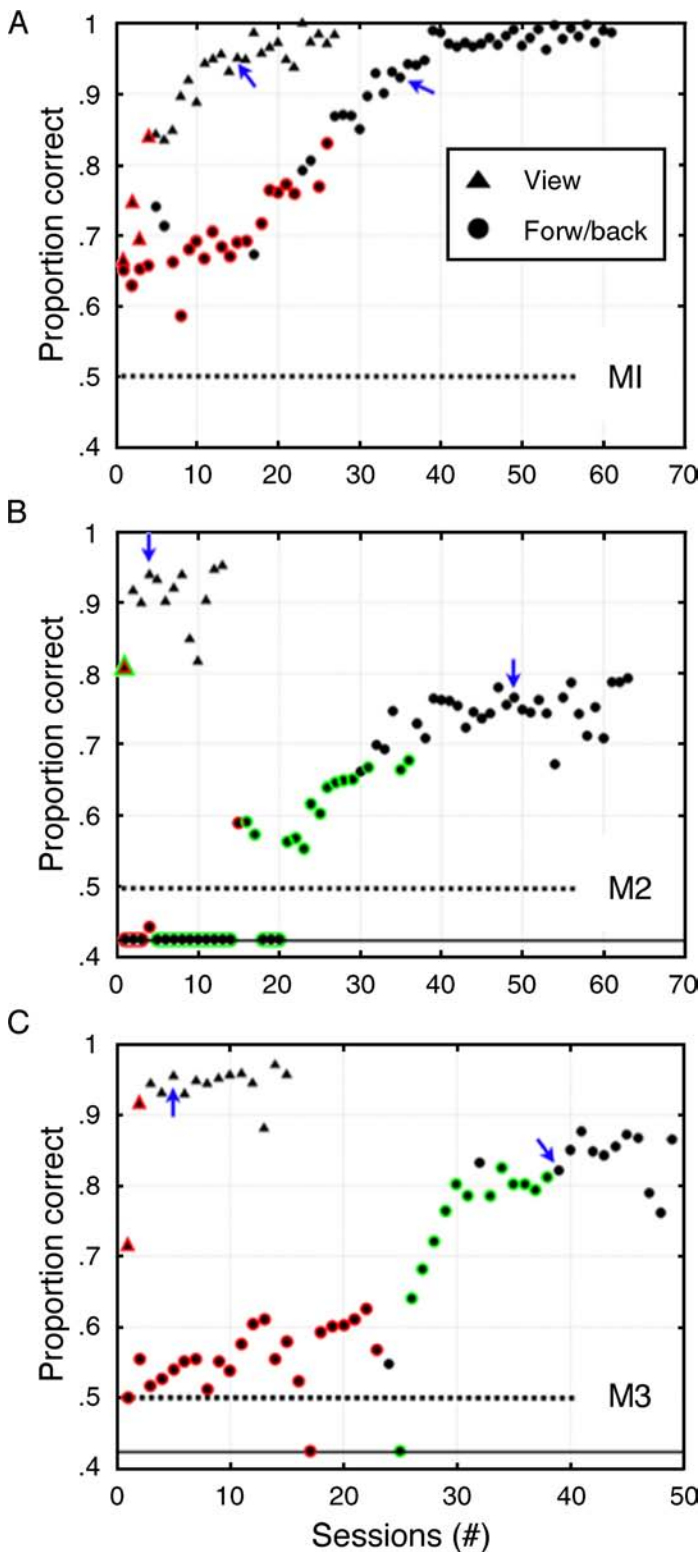 A
Proportion correct
1
.9
.8
.7
.6
.5
.4
View
Forw/back
MI
0 10 20 30 40 50 60 70
B
Proportion correct
1
.9
.8
.7
.6
.5
.4
M2
0 10 20 30 40 50 60 70
C
Proportion correct
1
.9
.8
.7
.6
.5
.4
M3
0 10 20 30 40 50
Sessions (#)